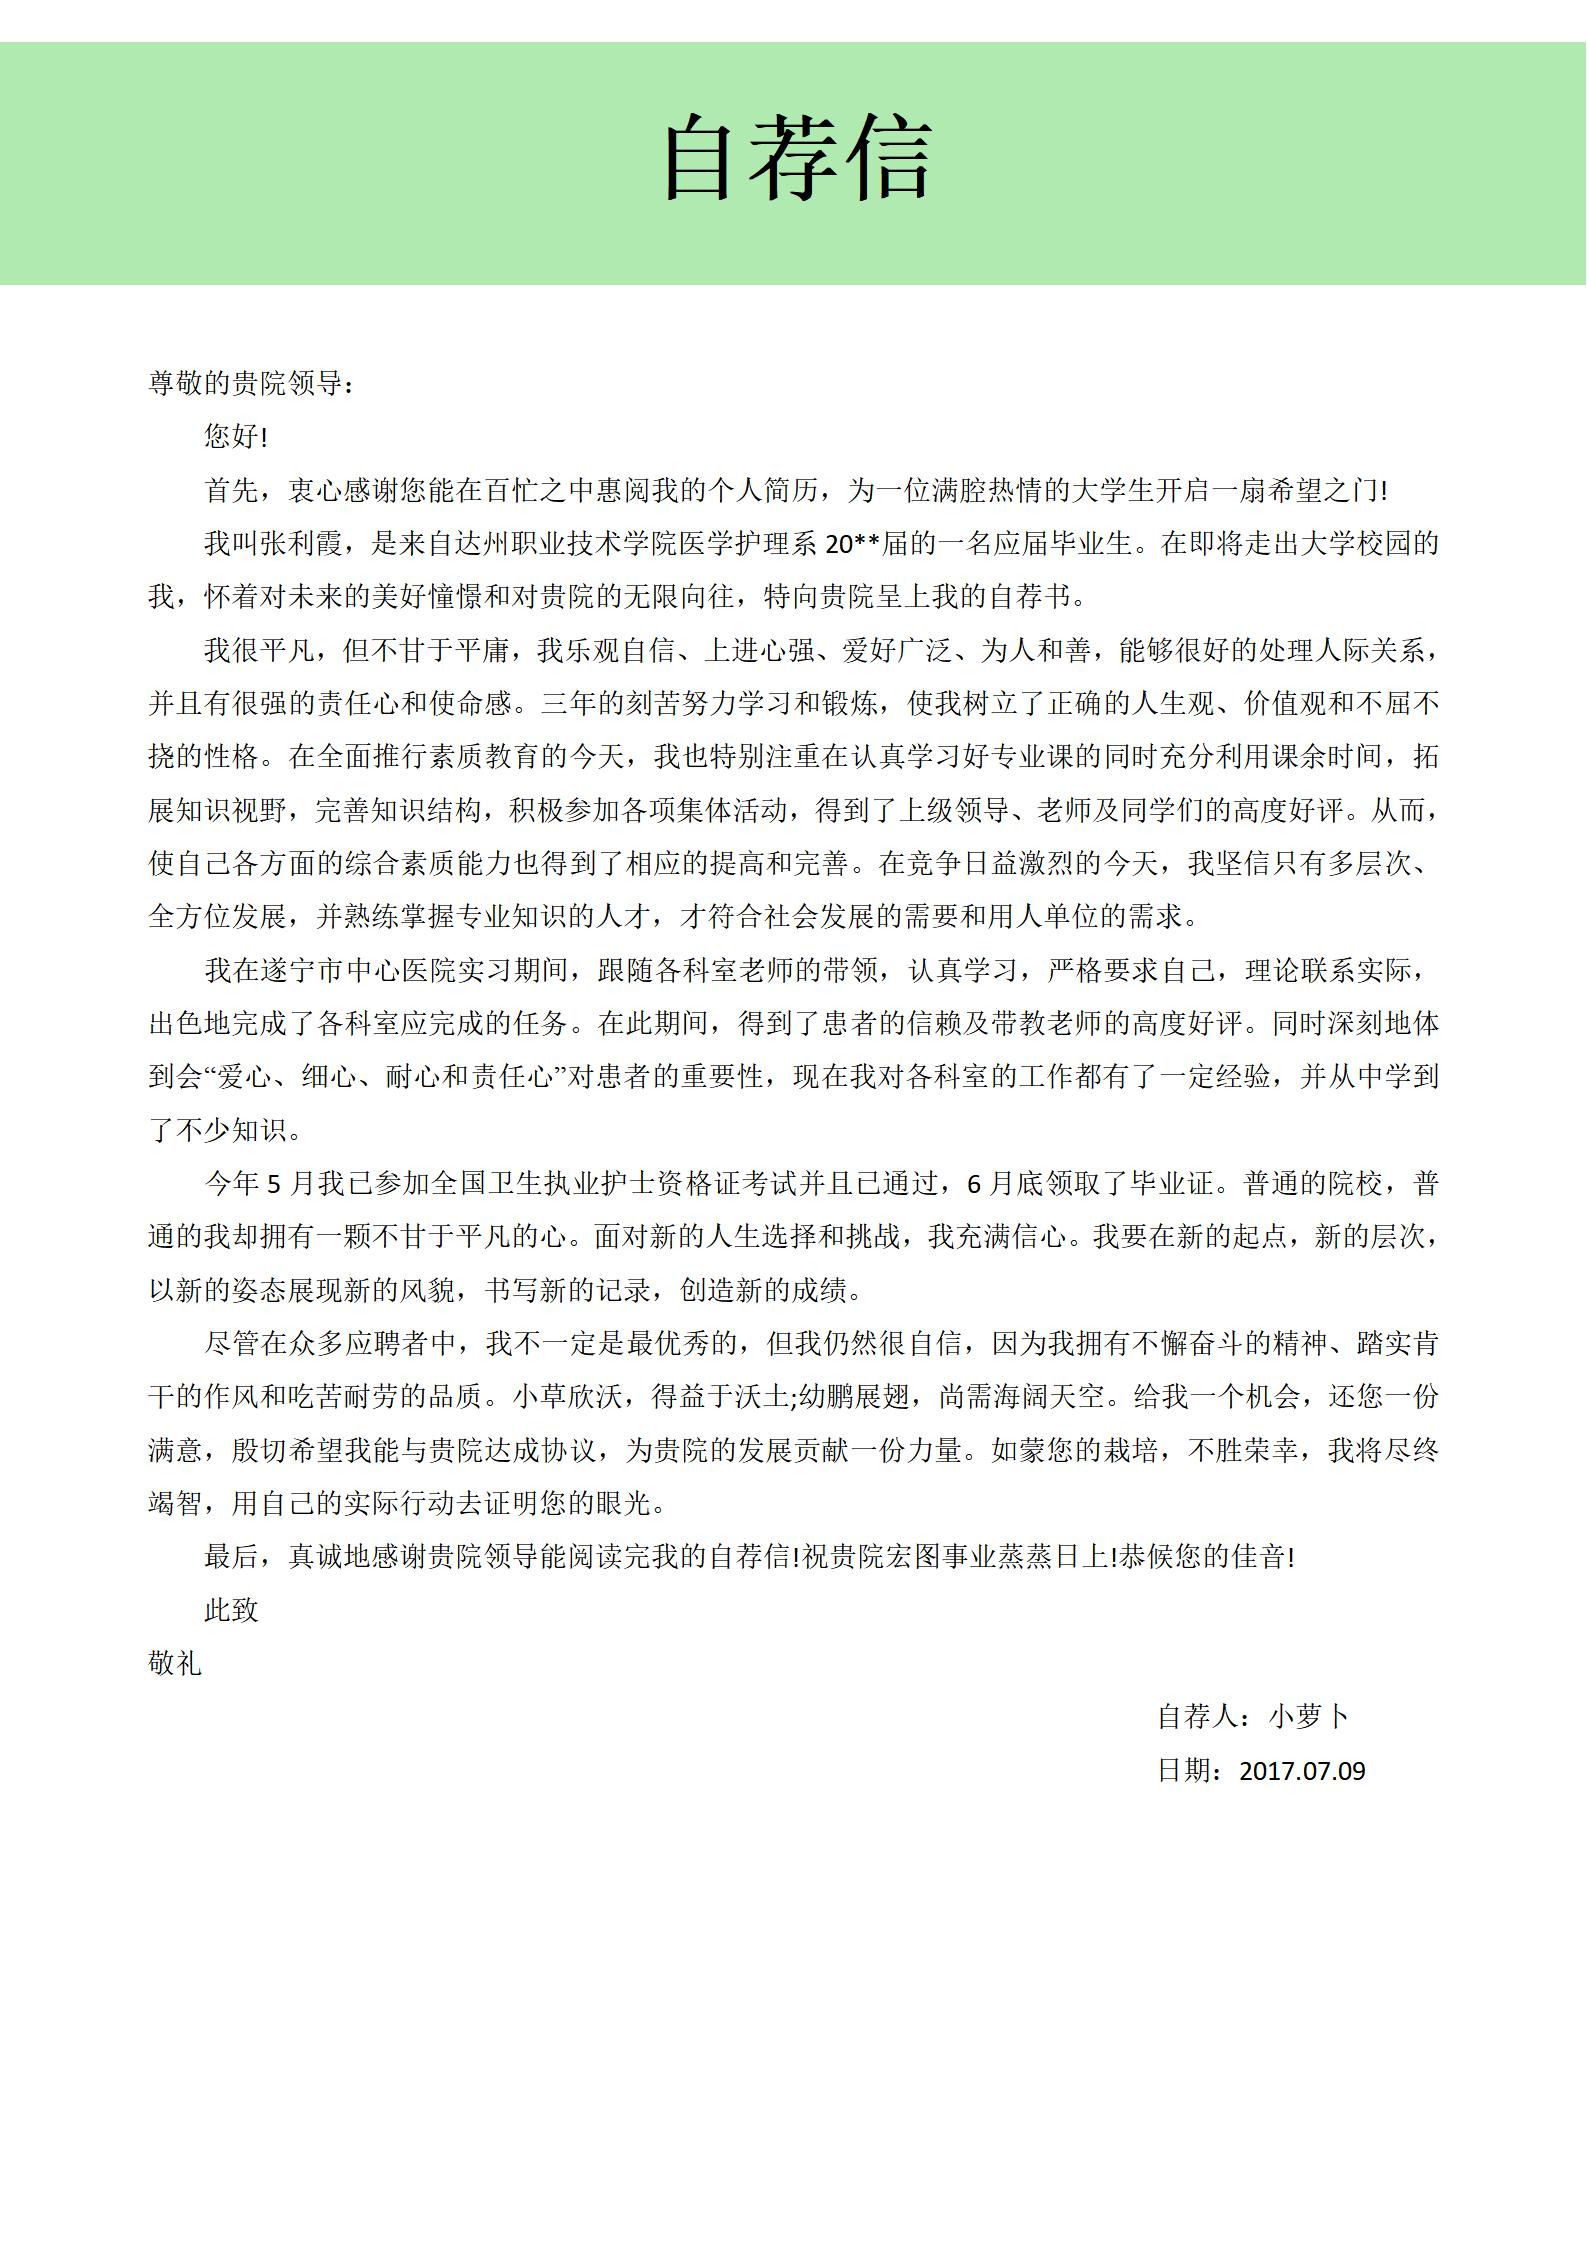 自荐信
尊敬的贵院领导：
您好!
首先，衷心感谢您能在百忙之中惠阅我的个人简历，为一位满腔热情的大学生开启一扇希望之门!
我叫张利霞，是来自达州职业技术学院医学护理系 20**届的一名应届毕业生。在即将走出大学校园的
我，怀着对未来的美好憧憬和对贵院的无限向往，特向贵院呈上我的自荐书。
我很平凡，但不甘于平庸，我乐观自信、上进心强、爱好广泛、为人和善，能够很好的处理人际关系，
并且有很强的责任心和使命感。三年的刻苦努力学习和锻炼，使我树立了正确的人生观、价值观和不屈不
挠的性格。在全面推行素质教育的今天，我也特别注重在认真学习好专业课的同时充分利用课余时间，拓
展知识视野，完善知识结构，积极参加各项集体活动，得到了上级领导、老师及同学们的高度好评。从而，
使自己各方面的综合素质能力也得到了相应的提高和完善。在竞争日益激烈的今天，我坚信只有多层次、
全方位发展，并熟练掌握专业知识的人才，才符合社会发展的需要和用人单位的需求。
我在遂宁市中心医院实习期间，跟随各科室老师的带领，认真学习，严格要求自己，理论联系实际，
出色地完成了各科室应完成的任务。在此期间，得到了患者的信赖及带教老师的高度好评。同时深刻地体
到会“爱心、细心、耐心和责任心”对患者的重要性，现在我对各科室的工作都有了一定经验，并从中学到
了不少知识。
今年 5 月我已参加全国卫生执业护士资格证考试并且已通过，6 月底领取了毕业证。普通的院校，普
通的我却拥有一颗不甘于平凡的心。面对新的人生选择和挑战，我充满信心。我要在新的起点，新的层次，
以新的姿态展现新的风貌，书写新的记录，创造新的成绩。
尽管在众多应聘者中，我不一定是最优秀的，但我仍然很自信，因为我拥有不懈奋斗的精神、踏实肯
干的作风和吃苦耐劳的品质。小草欣沃，得益于沃土;幼鹏展翅，尚需海阔天空。给我一个机会，还您一份
满意，殷切希望我能与贵院达成协议，为贵院的发展贡献一份力量。如蒙您的栽培，不胜荣幸，我将尽终
竭智，用自己的实际行动去证明您的眼光。
最后，真诚地感谢贵院领导能阅读完我的自荐信!祝贵院宏图事业蒸蒸日上!恭候您的佳音!
此致
敬礼
自荐人：小萝卜
日期：2017.07.09